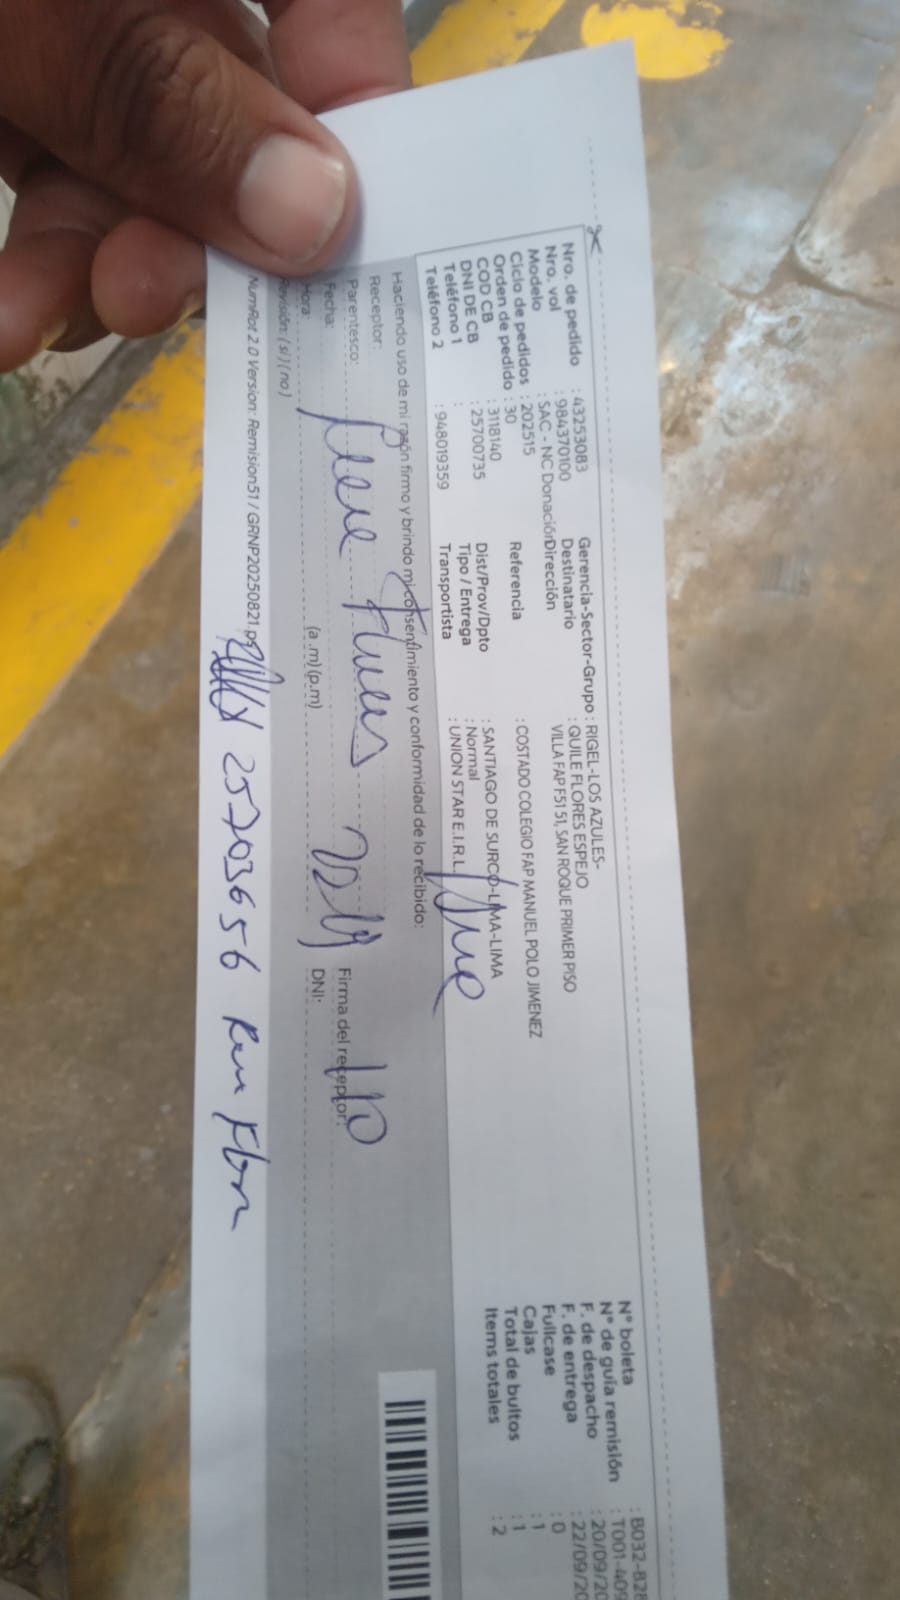 Nro. de pedido : 43253083
Nro. vol : 984370100
Modelo : SAC - NC Donación
Ciclo de pedidos : 202515
Orden de pedido : 30
COD CB : 3118140
DNI DE CB : 25700735
Teléfono 1 :
Teléfono 2 : 948019359
Gerencia-Sector-Grupo : RIGEL-LOS AZULES-
Destinatario : QUILE FLORES ESPEJO
Dirección VILLA FAP F51 51, SAN ROQUE PRIMER PISO
Referencia : COSTADO COLEGIO FAP MANUEL POLO JIMENEZ
Dist/Prov/Dpto : SANTIAGO DE SURCO-LIMA-LIMA
Tipo / Entrega : Normal
Transportista : UNION STAR E.I.R.L.
N° boleta : B032-828
N° de guía remisión : T001-409
F. de despacho : 20/09/20
F. de entrega : 22/09/20
Fullcase : 0
Cajas : 1
Total de bultos : 1
Items totales : 2
Haciendo uso de mi razón firmo y brindo mi consentimiento y conformidad de lo recibido:
Receptor:
Parentesco:
Firma del receptor:
Fecha:
DNI:
Hora: (a.m)(p.m)
Revisión: ( si ) ( no )
NumRot 2.0 Version: Remision51 / GRNP20250821.ps
25703656